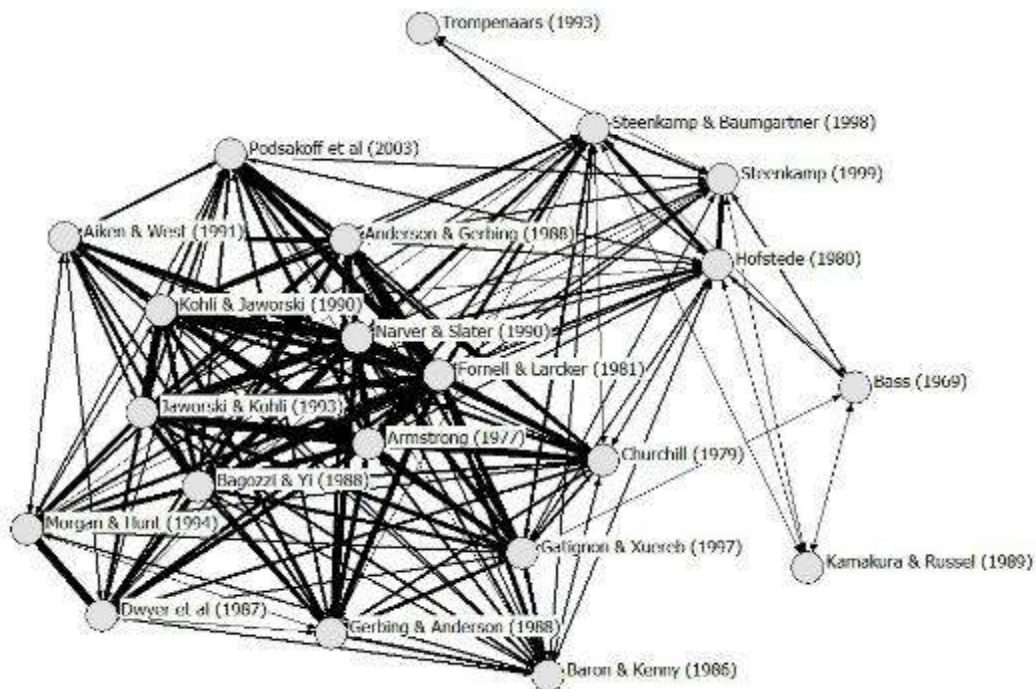 Trompenaars (1993)
Steenkamp & Baumgartner (1998)
Podsakoff et al (2003)
Steenkamp (1999)
Aiken & West (1991)
Anderson & Gerbing (1988)
Hofstede (1980)
Kohli & Jaworski (1990)
Narver & Slater (1990)
Fornell & Larcker (1981)
Bass (1969)
Jaworski & Kohli (1993)
Armstrong (1977)
Churchill (1979)
Bagozzi & Yi (1988)
Morgan & Hunt (1994)
Gatignon & Xuereb (1997)
Kamakura & Russel (1989)
Dwyer et al (1987)
Gerbing & Anderson (1988)
Baron & Kenny (1986)